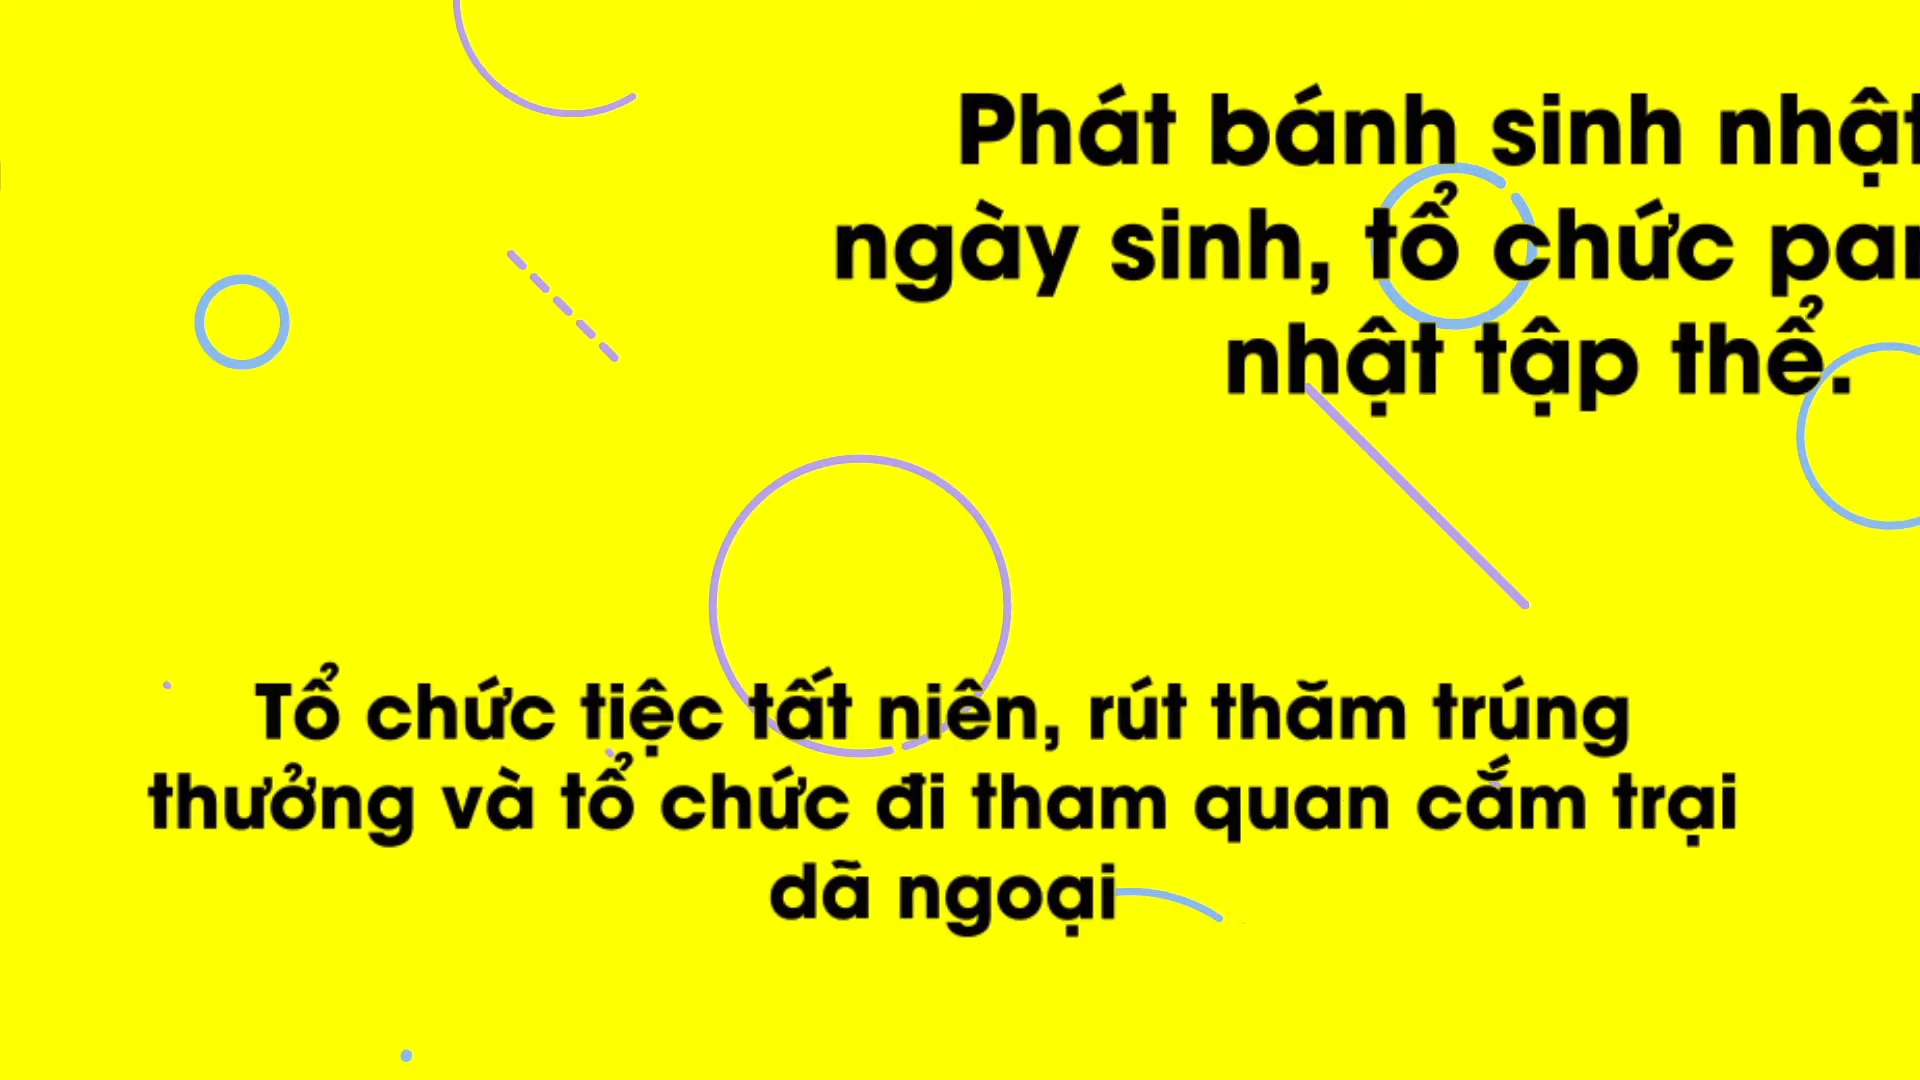 Phát bánh sinh nhật
ngày sinh, tổ chức
nhật tập thể.
Tổ chức tiệc tất niên, rút thăm trúng
thưởng và tổ chức đi tham quan cắm trại
dã ngoại